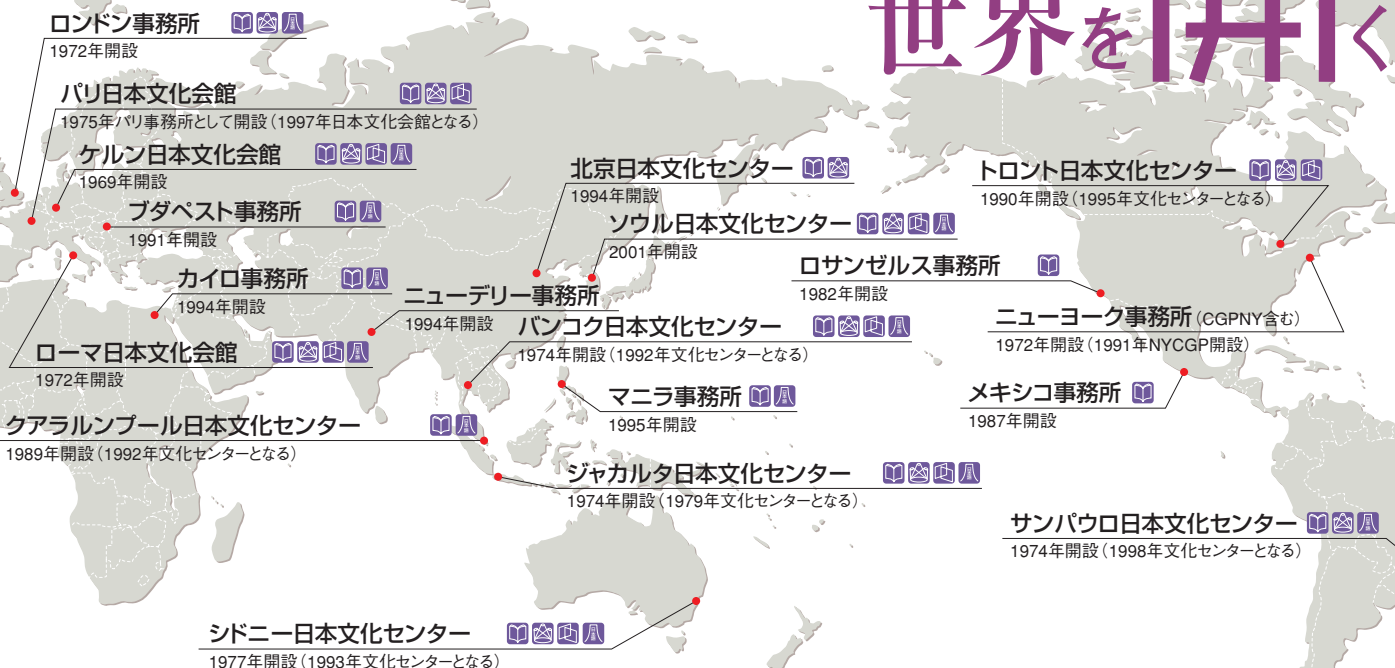 世界を開く
ロンドン事務所
1972年開設
パリ日本文化会館
1975年パリ事務所として開設（1997年日本文化会館となる）
ケルン日本文化会館
1969年開設
ブダペスト事務所
1991年開設
カイロ事務所
1994年開設
ローマ日本文化会館
1972年開設
北京日本文化センター
1994年開設
ソウル日本文化センター
2001年開設
ニューデリー事務所
1994年開設
バンコク日本文化センター
1974年開設（1992年文化センターとなる）
マニラ事務所
1995年開設
クアラルンプール日本文化センター
1989年開設（1992年文化センターとなる）
ジャカルタ日本文化センター
1974年開設（1979年文化センターとなる）
シドニー日本文化センター
1977年開設（1993年文化センターとなる）
トロント日本文化センター
1990年開設（1995年文化センターとなる）
ロサンゼルス事務所
1982年開設
ニューヨーク事務所（CGPNY含む）
1972年開設（1991年NYCGP開設）
メキシコ事務所
1987年開設
サンパウロ日本文化センター
1974年開設（1998年文化センターとなる）